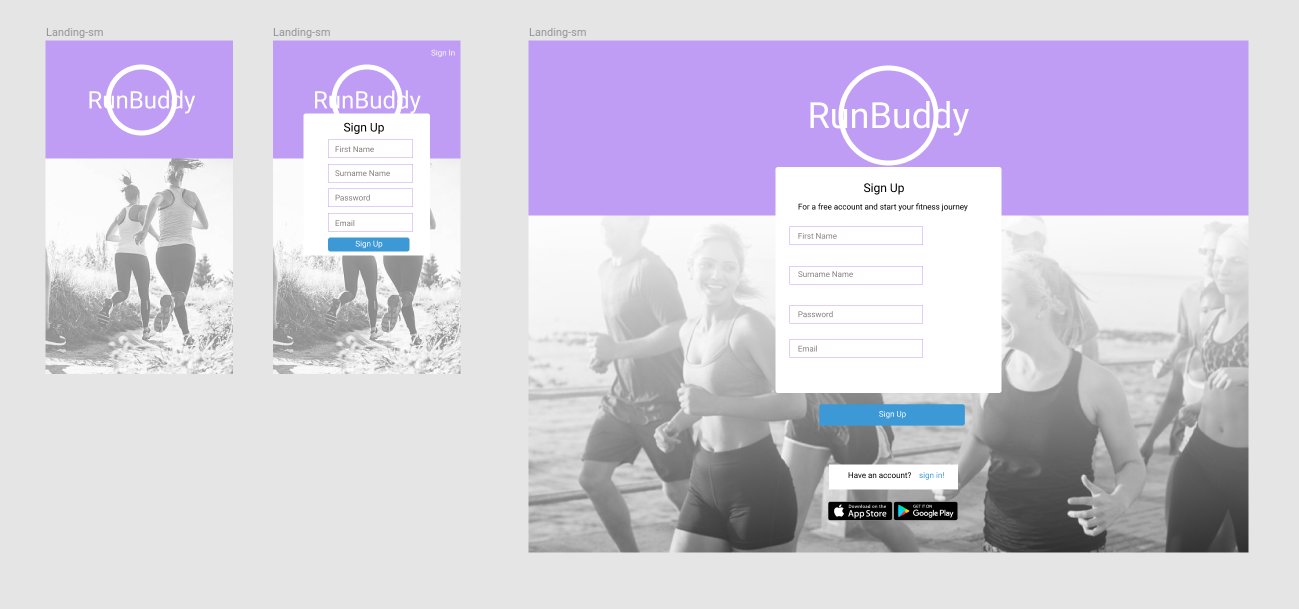 Landing-sm
RunBuddy
Landing-sm
Sign In
RunBuddy
Sign Up
First Name
Surname Name
Password
Email
Sign Up
Landing-sm
RunBuddy
Sign Up
For a free account and start your fitness journey
First Name
Surname Name
Password
Email
Sign Up
Have an account? sign in!
Download on the
App Store
GET IT ON
Google Play